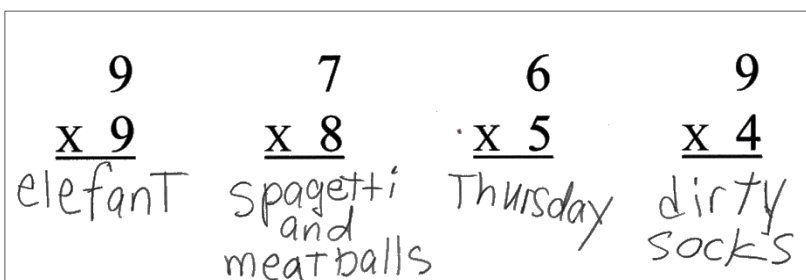 9 7 6 9
x 9 x 8 x 5 x 4
elefant spagetti Thursday dirty
and socks
meatballs